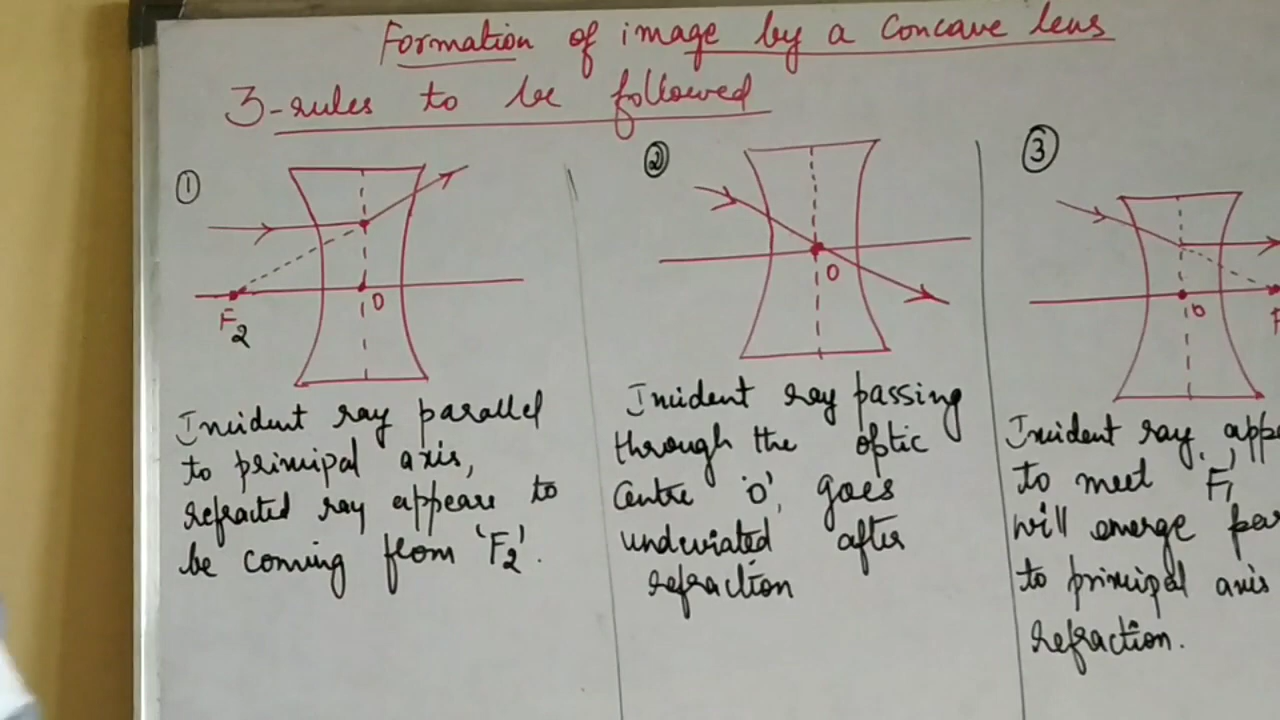 Formation of image by a Concave lens
3-rules to be followed
①
F2
O
Incident ray parallel
to principal axis,
refracted ray appear to
be coming from 'F2'.
②
O
Incident ray passing
through the optic
Centre 'O', goes
undeviated after
refraction
③
O
Incident ray,
to meet F1,
will emerge
to principal axis
refraction.